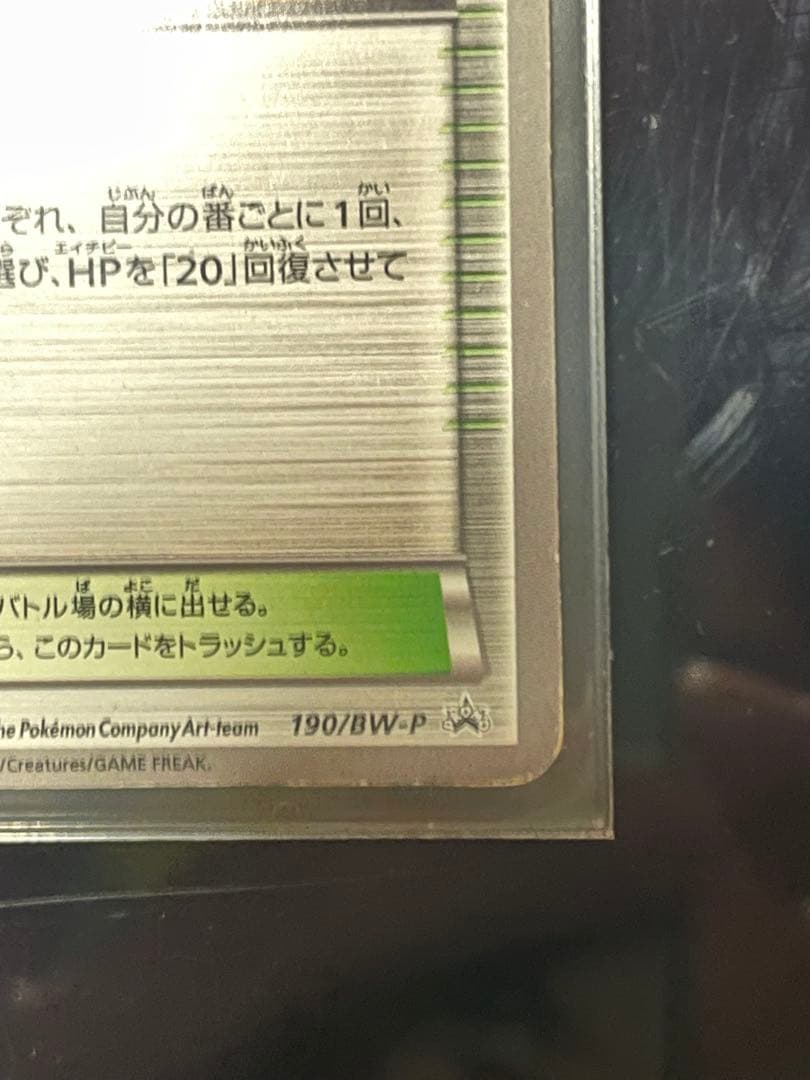 ぞれ、自分の番ごとに1回、
選び、HPを「20」回復させて
バトル場の横に出せる。
ら、このカードをトラッシュする。
he Pokémon Company Art-team 190/BW-P
/Creatures/GAME FREAK.